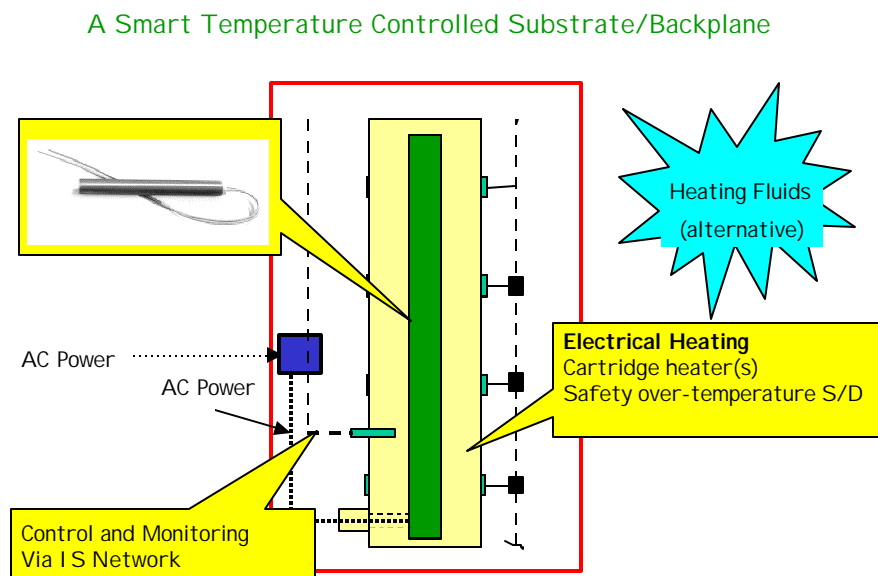 A Smart Temperature Controlled Substrate/Backplane
Heating Fluids
(alternative)
Electrical Heating
Cartridge heater(s)
Safety over-temperature S/D
AC Power
AC Power
Control and Monitoring
Via IS Network